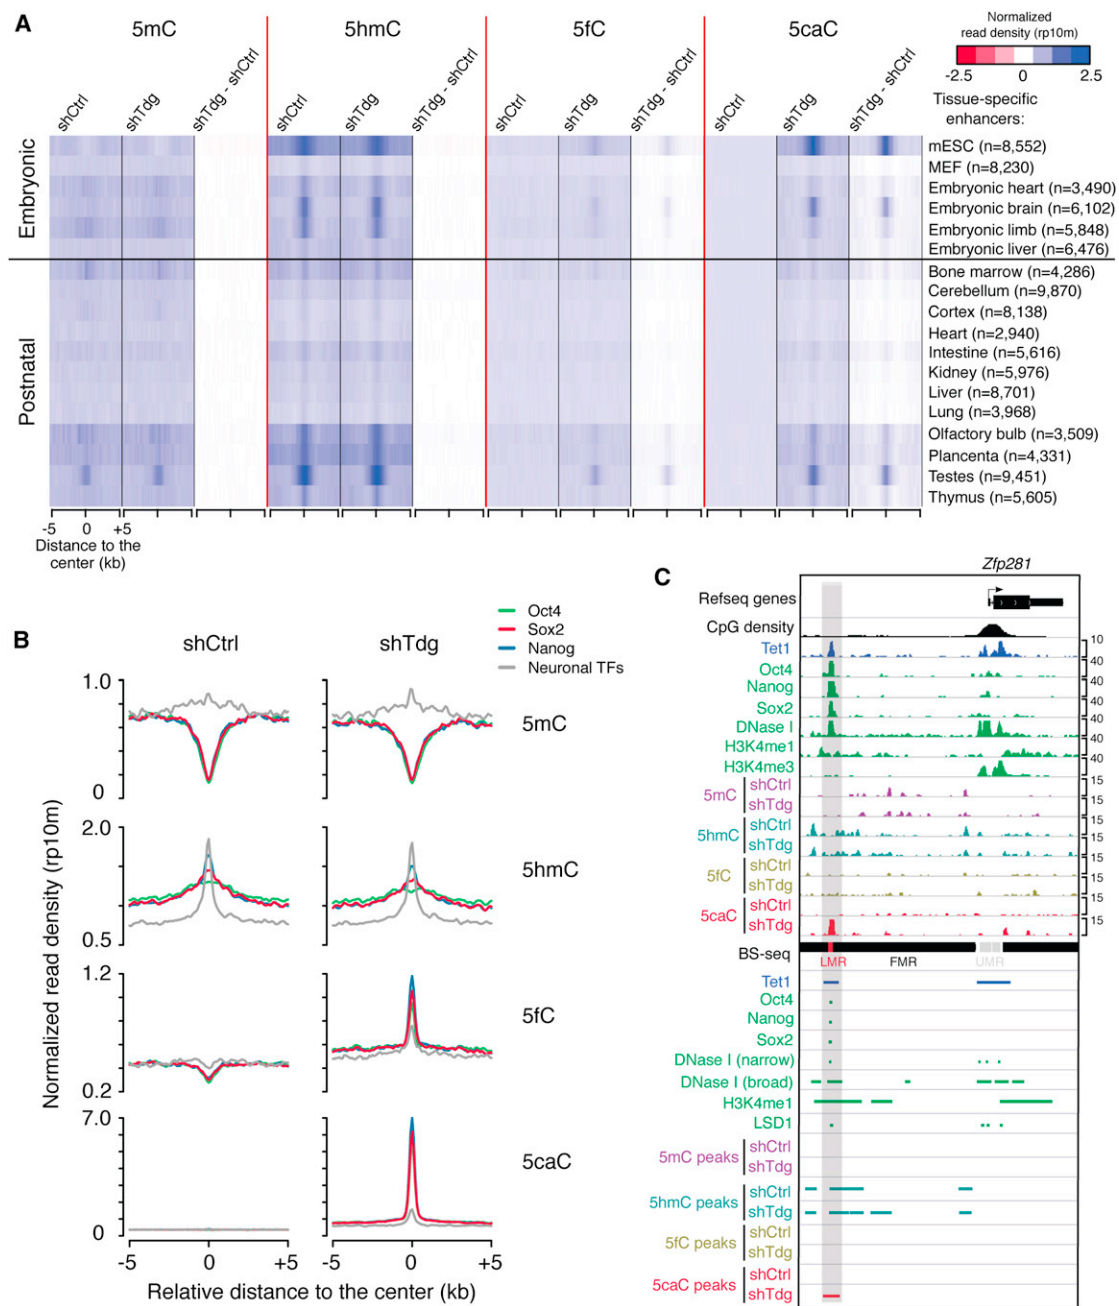 A
5mC
5hmC
5fC
5caC
Normalized
read density (rp10m)
-2.5
0
2.5
shCtrl
shTdg
shTdg - shCtrl
shCtrl
shTdg
shTdg - shCtrl
shCtrl
shTdg
shTdg - shCtrl
shCtrl
shTdg
shTdg - shCtrl
Tissue-specific
enhancers:
Embryonic
mESC (n=8,552)
MEF (n=8,230)
Embryonic heart (n=3,490)
Embryonic brain (n=6,102)
Embryonic limb (n=5,848)
Embryonic liver (n=6,476)
Postnatal
Bone marrow (n=4,286)
Cerebellum (n=9,870)
Cortex (n=8,138)
Heart (n=2,940)
Intestine (n=5,616)
Kidney (n=5,976)
Liver (n=8,701)
Lung (n=3,968)
Olfactory bulb (n=3,509)
Plancenta (n=4,331)
Testes (n=9,451)
Thymus (n=5,605)
-5 0 +5
Distance to the
center (kb)
B
Oct4
Sox2
Nanog
Neuronal TFs
shCtrl
shTdg
Normalized read density (rp10m)
1.0
0
5mC
2.0
0.5
5hmC
1.2
0.2
5fC
7.0
0
5caC
-5 0 +5
-5 0 +5
Relative distance to the center (kb)
C
Zfp281
Refseq genes
CpG density
Tet1
10
Oct4
40
Nanog
40
Sox2
40
DNase I
40
H3K4me1
40
H3K4me3
40
5mC
shCtrl
15
shTdg
15
5hmC
shCtrl
15
shTdg
15
5fC
shCtrl
15
shTdg
15
5caC
shCtrl
15
shTdg
15
BS-seq
LMR
FMR
UMR
Tet1
Oct4
Nanog
Sox2
DNase I (narrow)
DNase I (broad)
H3K4me1
LSD1
5mC peaks
shCtrl
shTdg
5hmC peaks
shCtrl
shTdg
5fC peaks
shCtrl
shTdg
5caC peaks
shCtrl
shTdg